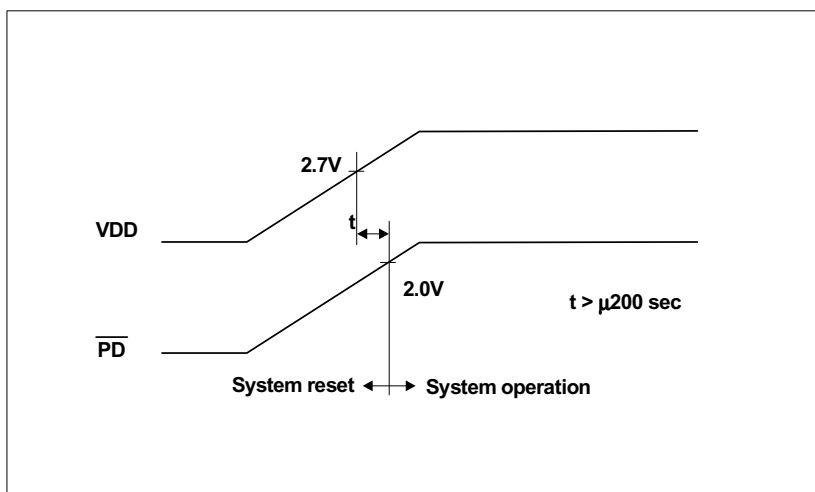 2.7V
VDD
t
2.0V
t > μ200 sec
PD
System reset
System operation